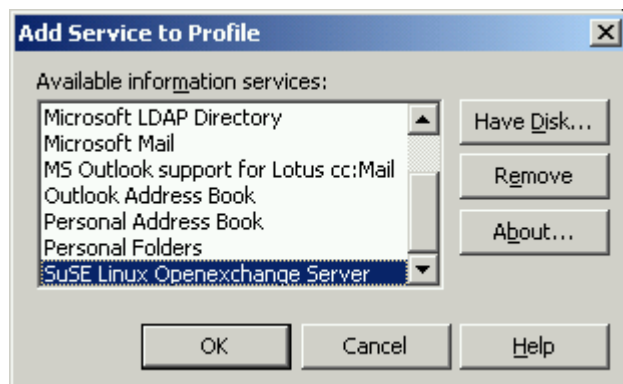 Add Service to Profile
Available information services:
Microsoft LDAP Directory
Microsoft Mail
MS Outlook support for Lotus cc:Mail
Outlook Address Book
Personal Address Book
Personal Folders
SuSE Linux Openexchange Server
Have Disk...
Remove
About...
OK
Cancel
Help